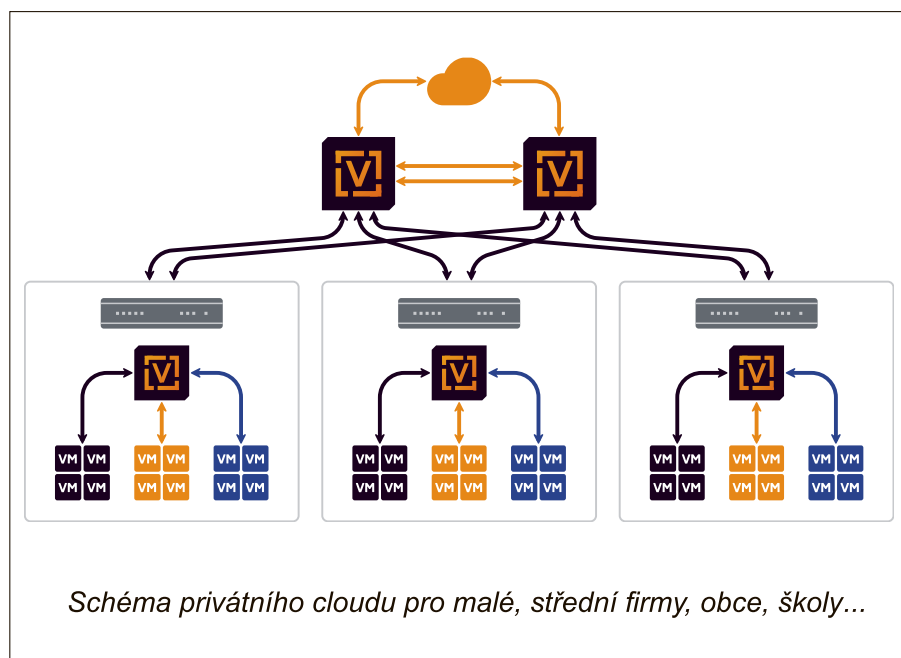 V V
V V V
VM VM VM VM VM VM VM VM VM VM VM VM VM VM VM VM VM VM
VM VM VM VM VM VM VM VM VM VM VM VM VM VM VM VM VM VM
Schéma privátního cloudu pro malé, střední firmy, obce, školy...